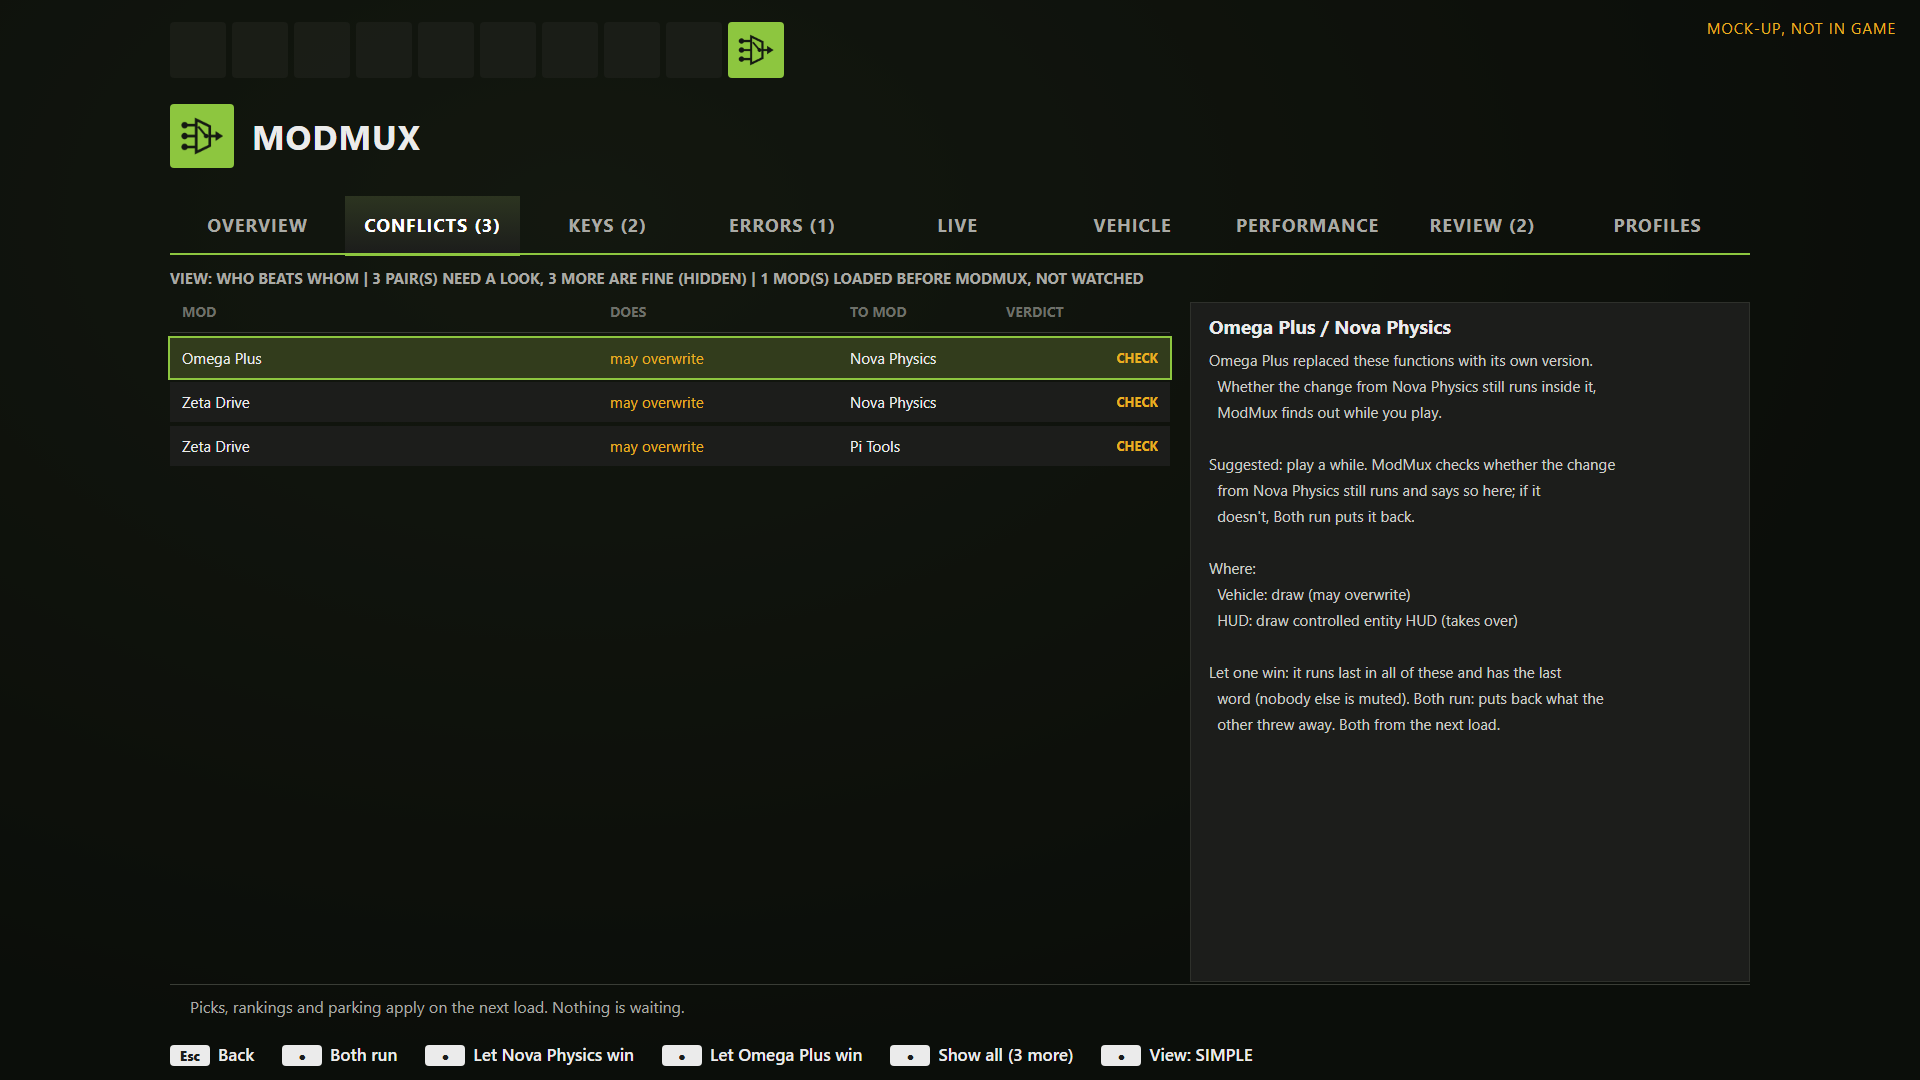 MOCK-UP, NOT IN GAME
MODMUX
OVERVIEW CONFLICTS (3) KEYS (2) ERRORS (1) LIVE VEHICLE PERFORMANCE REVIEW (2) PROFILES
VIEW: WHO BEATS WHOM | 3 PAIR(S) NEED A LOOK, 3 MORE ARE FINE (HIDDEN) | 1 MOD(S) LOADED BEFORE MODMUX, NOT WATCHED
MOD DOES TO MOD VERDICT
Omega Plus may overwrite Nova Physics CHECK
Zeta Drive may overwrite Nova Physics CHECK
Zeta Drive may overwrite Pi Tools CHECK
Omega Plus / Nova Physics
Omega Plus replaced these functions with its own version.
Whether the change from Nova Physics still runs inside it,
ModMux finds out while you play.
Suggested: play a while. ModMux checks whether the change
from Nova Physics still runs and says so here; if it
doesn't, Both run puts it back.
Where:
Vehicle: draw (may overwrite)
HUD: draw controlled entity HUD (takes over)
Let one win: it runs last in all of these and has the last
word (nobody else is muted). Both run: puts back what the
other threw away. Both from the next load.
Picks, rankings and parking apply on the next load. Nothing is waiting.
Esc Back • Both run • Let Nova Physics win • Let Omega Plus win • Show all (3 more) • View: SIMPLE